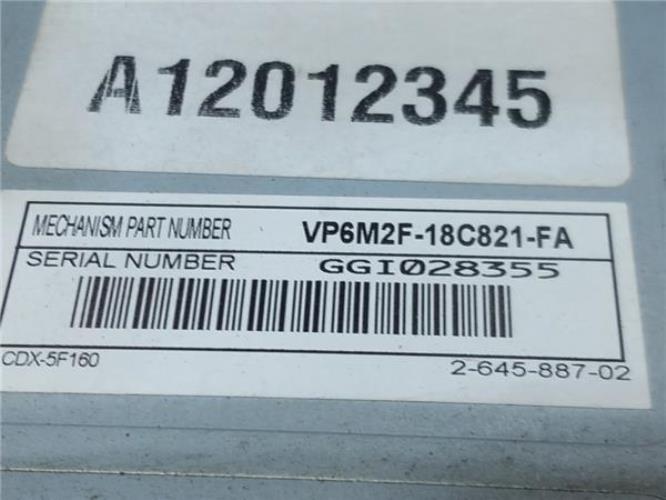 A12012345
MECHANISM PART NUMBER VP6M2F-18C821-FA
SERIAL NUMBER GGI028355
CDX-5F160 2-645-887-02